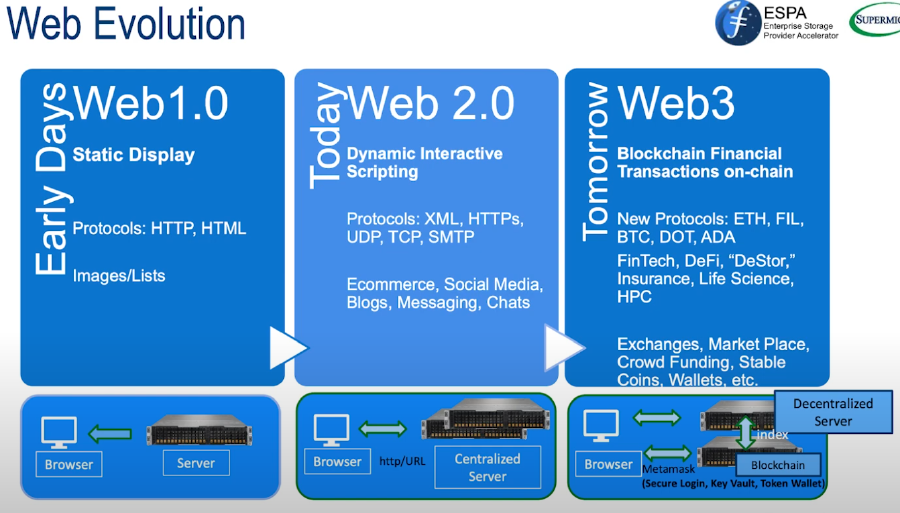 Web Evolution
ESPA
Enterprise Storage
Provider Accelerator
Early Days
Web1.0
Static Display
Protocols: HTTP, HTML
Images/Lists
Today
Web 2.0
Dynamic Interactive
Scripting
Protocols: XML, HTTPs,
UDP, TCP, SMTP
Ecommerce, Social Media,
Blogs, Messaging, Chats
Tomorrow
Web3
Blockchain Financial
Transactions on-chain
New Protocols: ETH, FIL,
BTC, DOT, ADA
FinTech, DeFi, “DeStor,”
Insurance, Life Science,
HPC
Exchanges, Market Place,
Crowd Funding, Stable
Coins, Wallets, etc.
Browser
Server
Browser
http/URL
Centralized
Server
Browser
Decentralized
Server
index
Blockchain
Metamask
(Secure Login, Key Vault, Token Wallet)